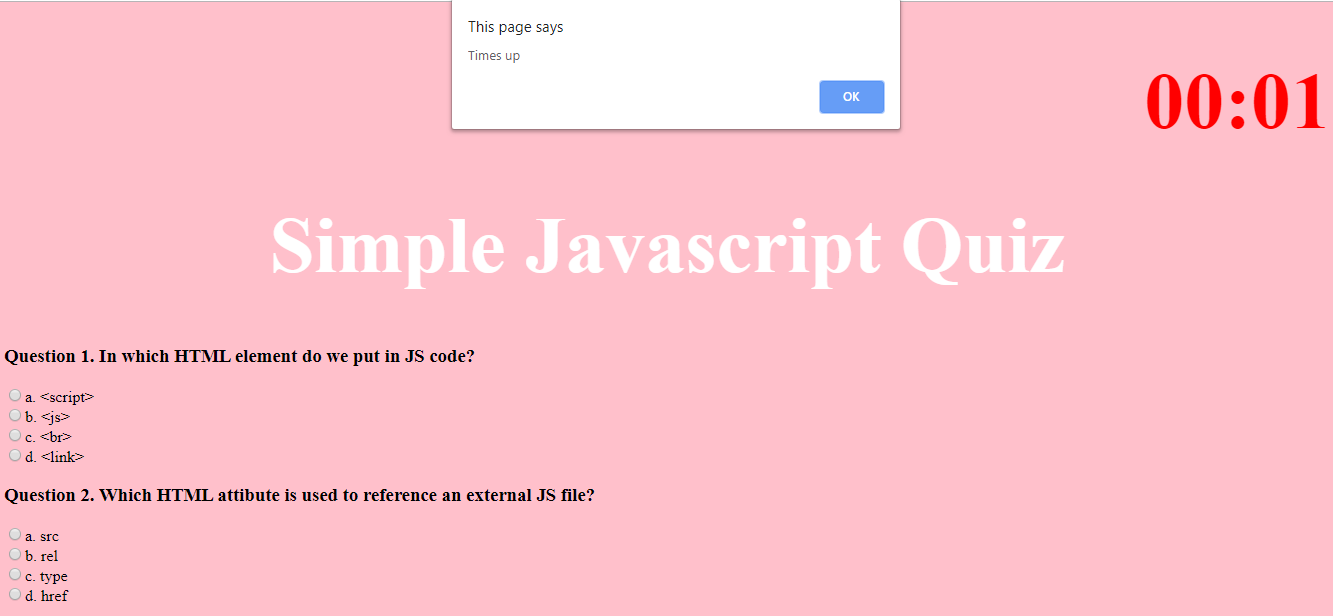 This page says
Times up
OK
00:01
Simple Javascript Quiz
Question 1. In which HTML element do we put in JS code?
a. <script>
b. <js>
c. <br>
d. <link>
Question 2. Which HTML attibute is used to reference an external JS file?
a. src
b. rel
c. type
d. href